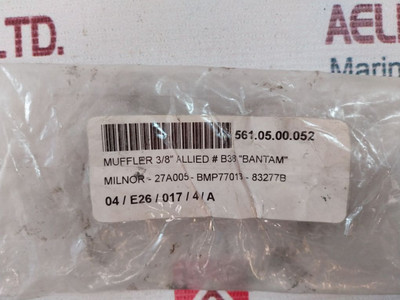 LTD.
AEL
Marin
561.05.00.052
MUFFLER 3/8" ALLIED # B38 "BANTAM"
MILNOR - 27A005 - BMP77011 - 83277B
04 / E26 / 017 / 4 / A